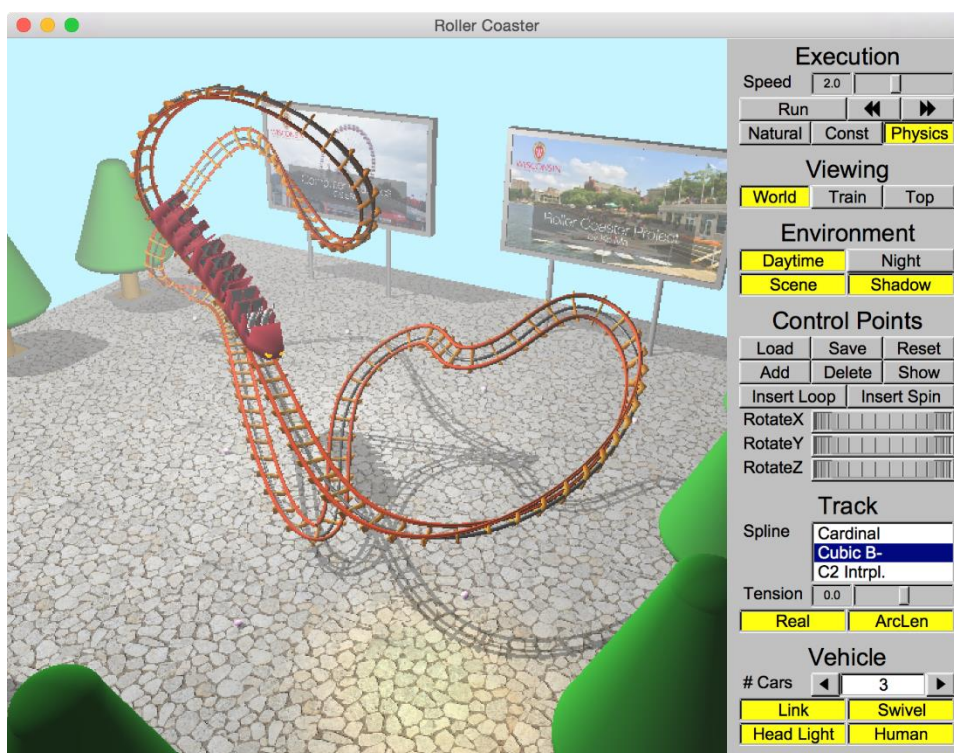 Roller Coaster
WISCONSIN
Roller Coaster Project
Execution
Speed 2.0
Run
Natural Const Physics
Viewing
World Train Top
Environment
Daytime Night
Scene Shadow
Control Points
Load Save Reset
Add Delete Show
Insert Loop Insert Spin
RotateX
RotateY
RotateZ
Track
Spline Cardinal
Cubic B-
C2 Intrpl.
Tension 0.0
Real ArcLen
Vehicle
# Cars 3
Link Swivel
Head Light Human